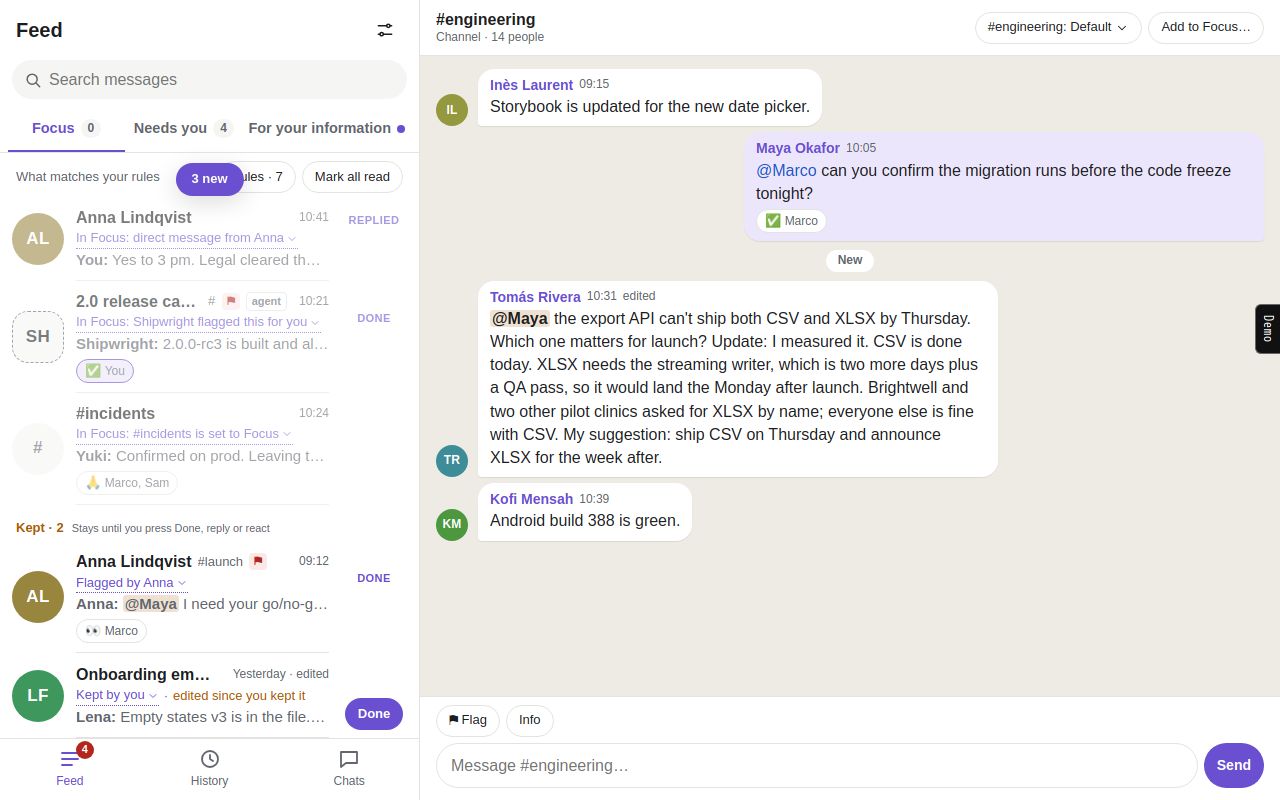 Feed
Search messages
Focus 0
Needs you 4
For your information
What matches your rules
3 new
ules · 7
Mark all read
AL
Anna Lindqvist
10:41
REPLIED
In Focus: direct message from Anna
You: Yes to 3 pm. Legal cleared th…
SH
2.0 release ca…
#
agent
10:21
DONE
In Focus: Shipwright flagged this for you
Shipwright: 2.0.0-rc3 is built and al…
✅ You
#
#incidents
10:24
In Focus: #incidents is set to Focus
Yuki: Confirmed on prod. Leaving t…
🙏 Marco, Sam
Kept · 2 Stays until you press Done, reply or react
AL
Anna Lindqvist #launch
09:12
DONE
Flagged by Anna
Anna: @Maya I need your go/no-g…
👀 Marco
LF
Onboarding em…
Yesterday · edited
Kept by you · edited since you kept it
Lena: Empty states v3 is in the file.…
Done
4
Feed
History
Chats
#engineering
Channel · 14 people
#engineering: Default
Add to Focus…
IL
Inès Laurent 09:15
Storybook is updated for the new date picker.
Maya Okafor 10:05
@Marco can you confirm the migration runs before the code freeze
tonight?
✅ Marco
New
TR
Tomás Rivera 10:31 edited
@Maya the export API can't ship both CSV and XLSX by Thursday.
Which one matters for launch? Update: I measured it. CSV is done
today. XLSX needs the streaming writer, which is two more days plus
a QA pass, so it would land the Monday after launch. Brightwell and
two other pilot clinics asked for XLSX by name; everyone else is fine
with CSV. My suggestion: ship CSV on Thursday and announce
XLSX for the week after.
KM
Kofi Mensah 10:39
Android build 388 is green.
Demo
Flag
Info
Message #engineering…
Send